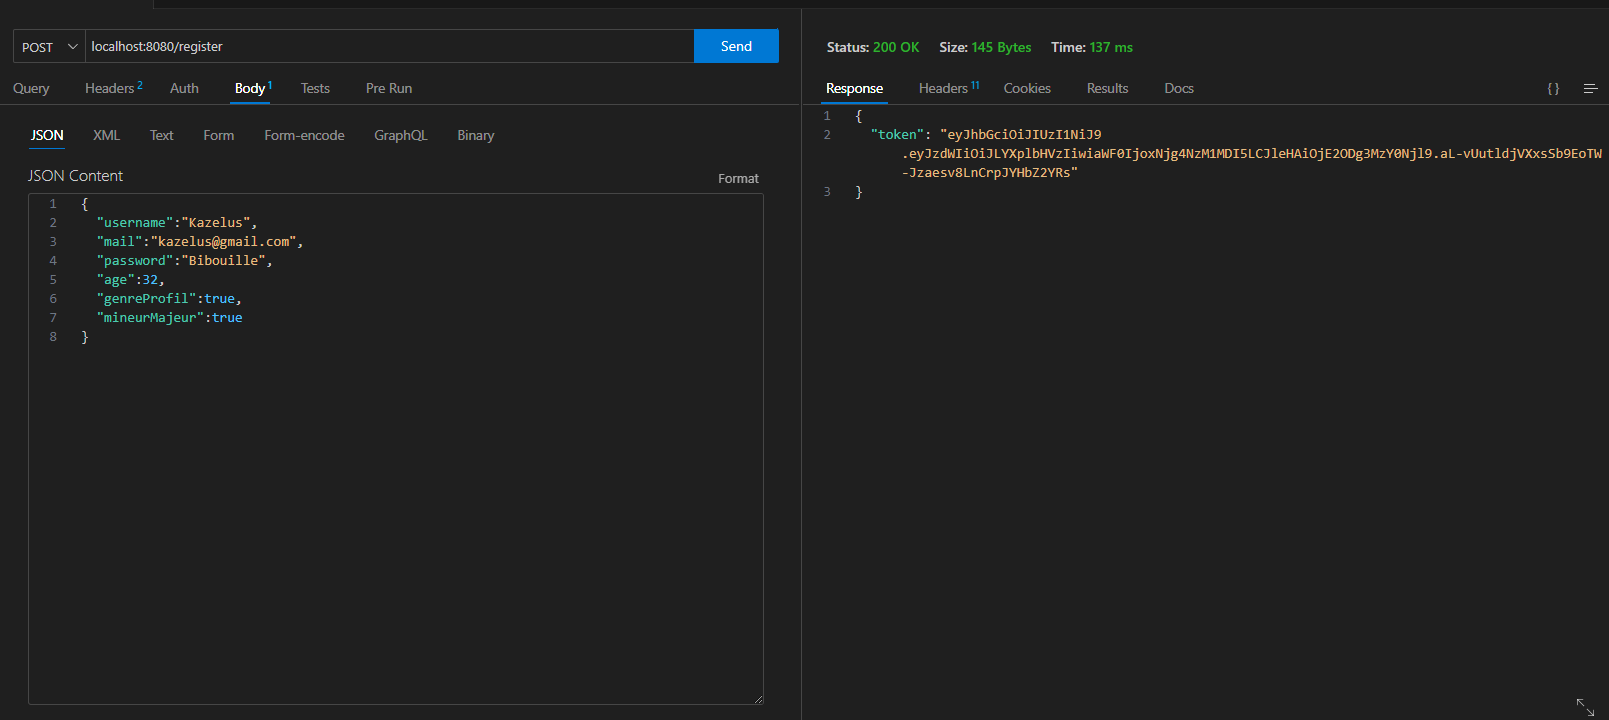 POST localhost:8080/register Send
Query Headers 2 Auth Body 1 Tests Pre Run
JSON XML Text Form Form-encode GraphQL Binary
JSON Content
Format
1 {
2 "username":"Kazelus",
3 "mail":"kazelus@gmail.com",
4 "password":"Bibouille",
5 "age":32,
6 "genreProfil":true,
7 "mineurMajeur":true
8 }
Status: 200 OK Size: 145 Bytes Time: 137 ms
Response Headers 11 Cookies Results Docs {}
1 {
2 "token": "eyJhbGciOiJIUzI1NiJ9
.eyJzdWIiOiJLYXplbHVzIiwiaWF0IjoxNjg4NzM1MDI5LCJleHAiOjE2ODg3MzY0Njl9.aL-vUutldjVXxsSb9EoTW
-Jzaesv8LnCrpJYHbZ2YRs"
3 }